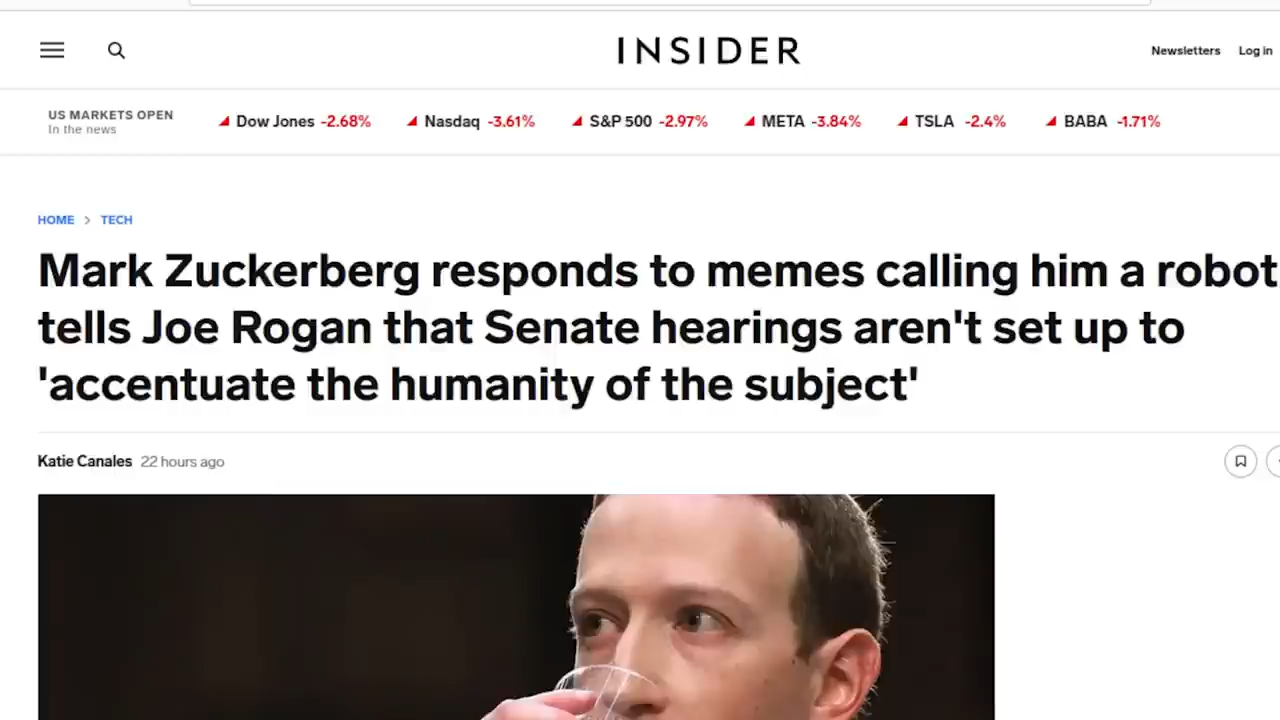 INSIDER
Newsletters Log in
US MARKETS OPEN
In the news
Dow Jones -2.68% Nasdaq -3.61% S&P 500 -2.97% META -3.84% TSLA -2.4% BABA -1.71%
HOME > TECH
Mark Zuckerberg responds to memes calling him a robot
tells Joe Rogan that Senate hearings aren't set up to
'accentuate the humanity of the subject'
Katie Canales 22 hours ago